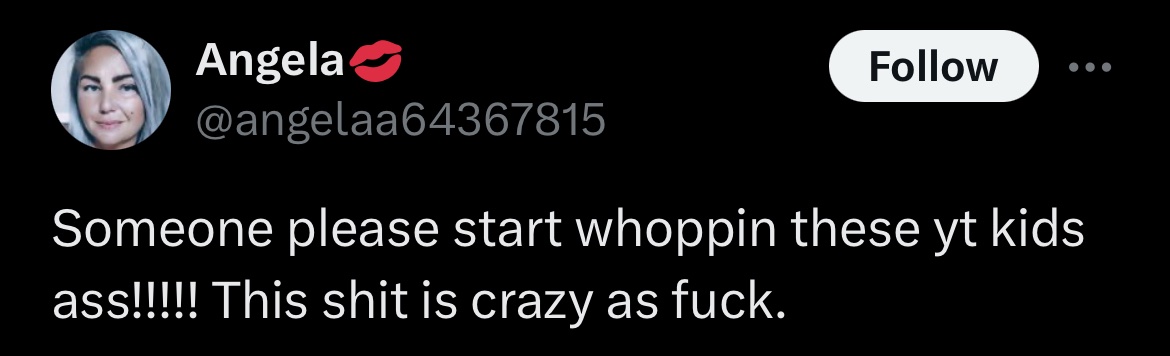 Angela💋
@angelaa64367815
Follow
Someone please start whoppin these yt kids
ass!!!!! This shit is crazy as fuck.